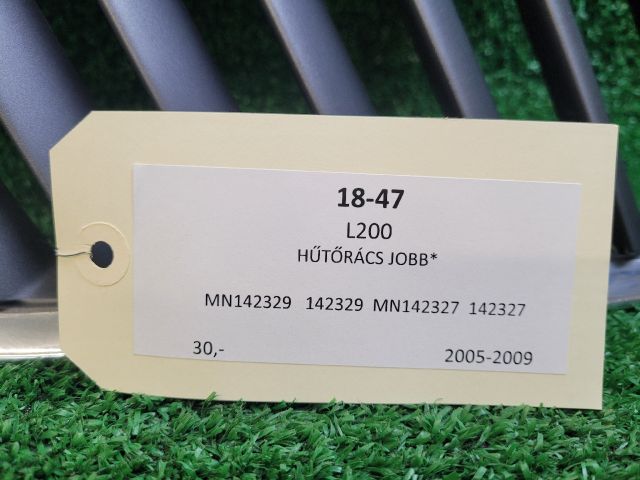 18-47
L200
HŰTŐRÁCS JOBB*
MN142329 142329 MN142327 142327
30,- 2005-2009